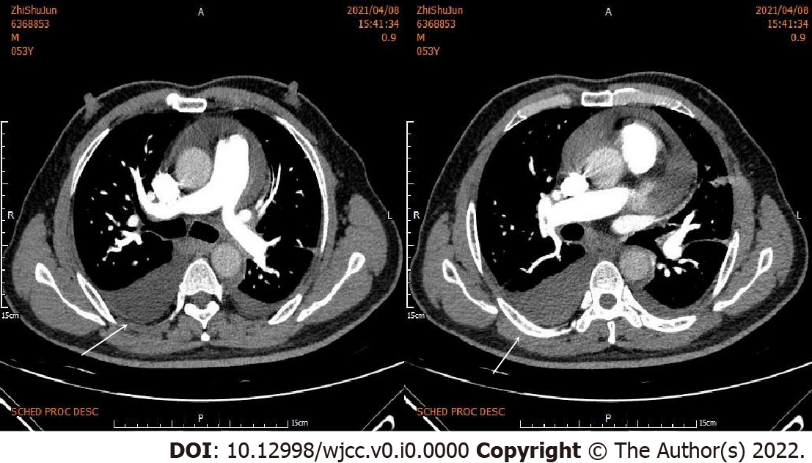 ZhiShuJun
6368853
M
053Y
A
2021/04/08
15:41:34
0.9
R
L
15cm
SCHED PROC DESC
P
15cm
ZhiShuJun
6368853
M
053Y
A
2021/04/08
15:41:34
0.9
R
L
15cm
SCHED PROC DESC
P
15cm
DOI: 10.12998/wjcc.v0.i0.0000 Copyright © The Author(s) 2022.